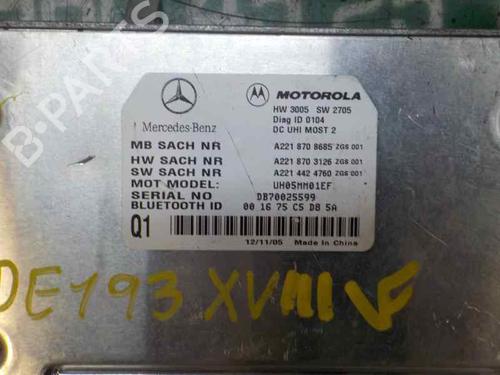 MOTOROLA
HW 3005 SW 2705
Diag ID 0104
Mercedes-Benz DC UHI MOST 2
MB SACH NR A221 870 8685 ZGS 001
HW SACH NR A221 870 3126 ZGS 001
SW SACH NR A221 442 4760 ZGS 001
MOT MODEL: UH05MM01EF
SERIAL NO DB70025599
BLUETOOTH ID 00 16 75 C5 DB 5A
Q1
12/11/05 Made In China
DE193 XVIII